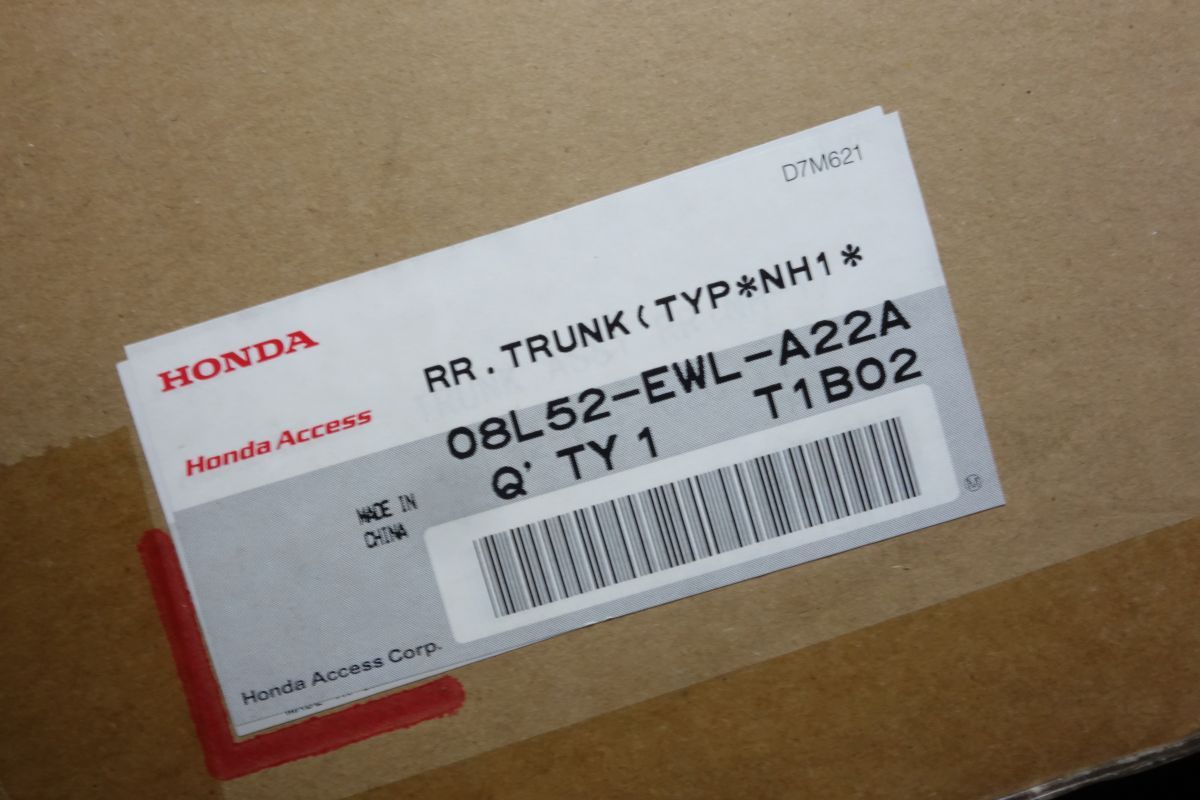 D7M621
HONDA
RR.TRUNK(TYP*NH1*
Honda Access
08L52-EWL-A22A
Q'TY 1 T1B02
MADE IN
CHINA
Honda Access Corp.